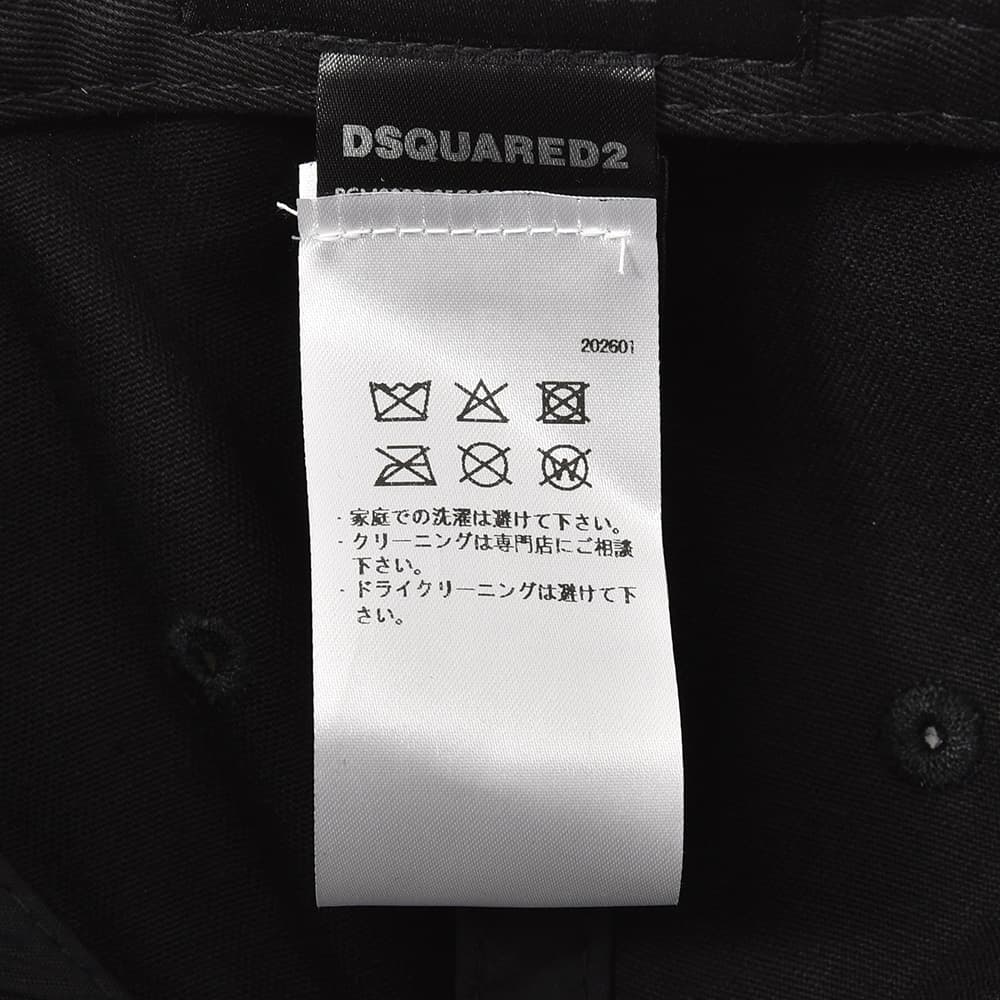 DSQUARED2
202601
・家庭での洗濯は避けて下さい。
・クリーニングは専門店にご相談
下さい。
・ドライクリーニングは避けて下
さい。